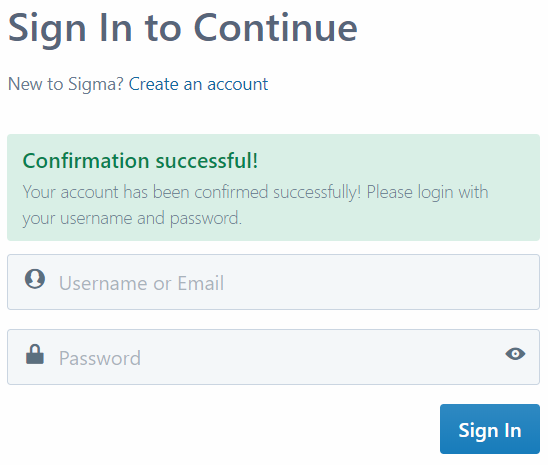 Sign In to Continue
New to Sigma? Create an account
Confirmation successful!
Your account has been confirmed successfully! Please login with
your username and password.
Username or Email
Password
Sign In